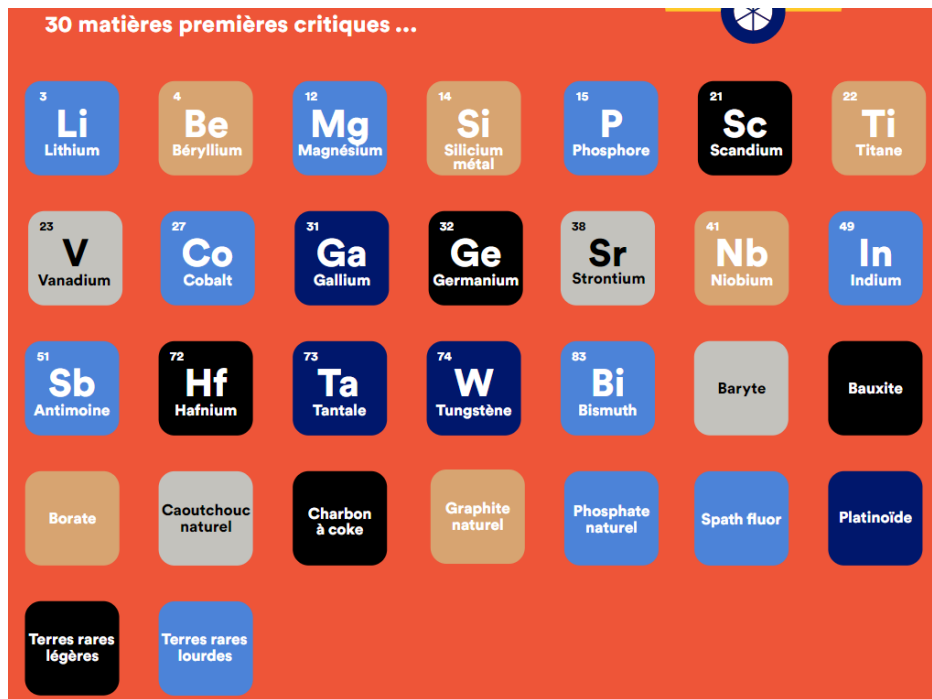 30 matières premières critiques ...
3
Li
Lithium
4
Be
Béryllium
12
Mg
Magnésium
14
Si
Silicium
métal
15
P
Phosphore
21
Sc
Scandium
22
Ti
Titane
23
V
Vanadium
27
Co
Cobalt
31
Ga
Gallium
32
Ge
Germanium
38
Sr
Strontium
41
Nb
Niobium
49
In
Indium
51
Sb
Antimoine
72
Hf
Hafnium
73
Ta
Tantale
74
W
Tungstène
83
Bi
Bismuth
Baryte
Bauxite
Borate
Caoutchouc
naturel
Charbon
à coke
Graphite
naturel
Phosphate
naturel
Spath fluor
Platinoïde
Terres rares
légères
Terres rares
lourdes